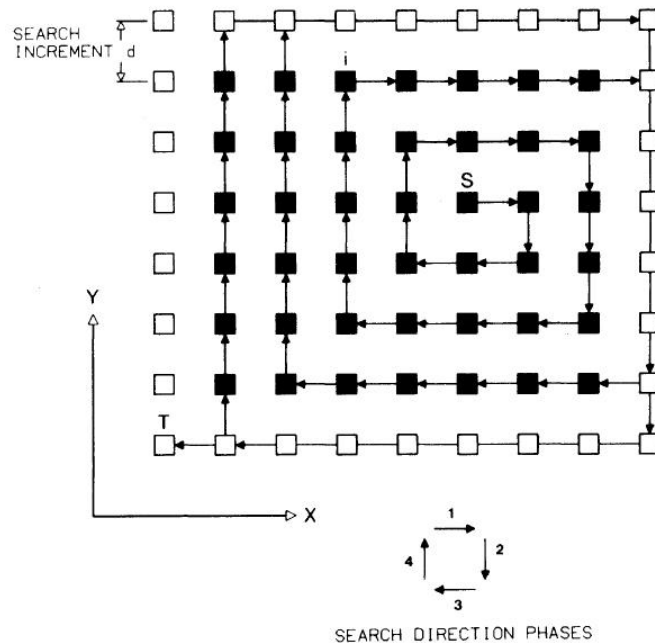 SEARCH
INCREMENT d
i
S
Y
T
X
1
4
2
3
SEARCH DIRECTION PHASES